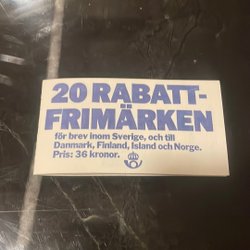 20 RABATT-
FRIMÄRKEN
för brev inom Sverige, och till
Danmark, Finland, Island och Norge.
Pris: 36 kronor.